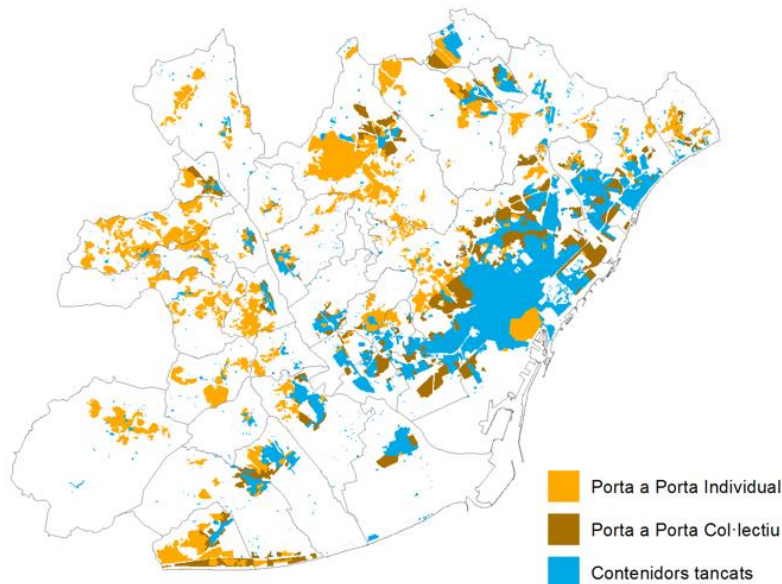 Porta a Porta Individual
Porta a Porta Col·lectiu
Contenidors tancats